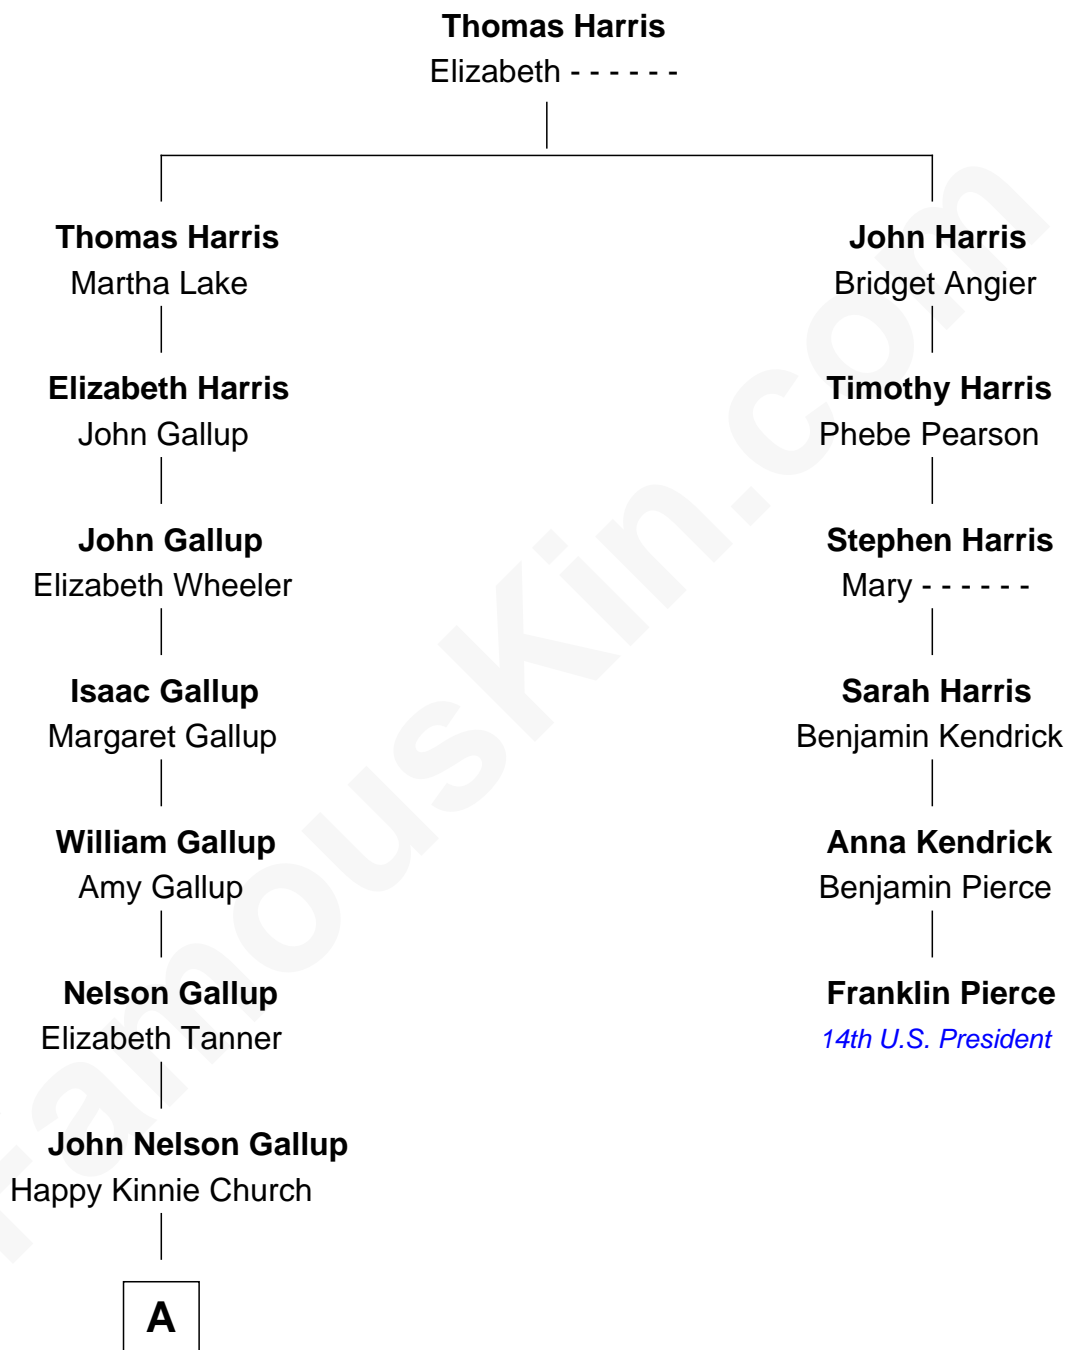 Thomas Harris
Elizabeth - - - - - -
Thomas Harris
Martha Lake
John Harris
Bridget Angier
Elizabeth Harris
John Gallup
Timothy Harris
Phebe Pearson
John Gallup
Elizabeth Wheeler
Stephen Harris
Mary - - - - - -
Isaac Gallup
Margaret Gallup
Sarah Harris
Benjamin Kendrick
William Gallup
Amy Gallup
Anna Kendrick
Benjamin Pierce
Nelson Gallup
Elizabeth Tanner
Franklin Pierce
14th U.S. President
John Nelson Gallup
Happy Kinnie Church
A
FamousKin.com